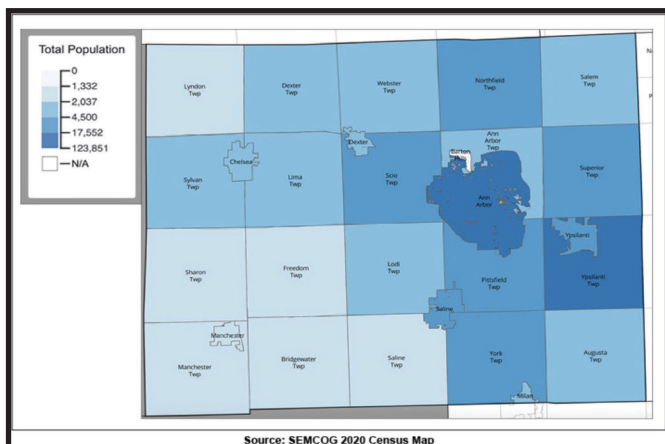 Total Population
0
1,332
2,037
4,500
17,552
123,851
N/A
Lyndon
Twp
Dexter
Twp
Webster
Twp
Northfield
Twp
Salem
Twp
Sylvan
Twp
Chelsea
Lima
Twp
Dexter
Scio
Twp
Ann
Arbor
Twp
Barton
Ann
Arbor
Superior
Twp
Sharon
Twp
Freedom
Twp
Lodi
Twp
Pittsfield
Twp
Ypsilanti
Ypsilanti
Twp
Manchester
Manchester
Twp
Bridgewater
Twp
Saline
Twp
Saline
York
Twp
Milan
Augusta
Twp
Source: SEMCOG 2020 Census Map